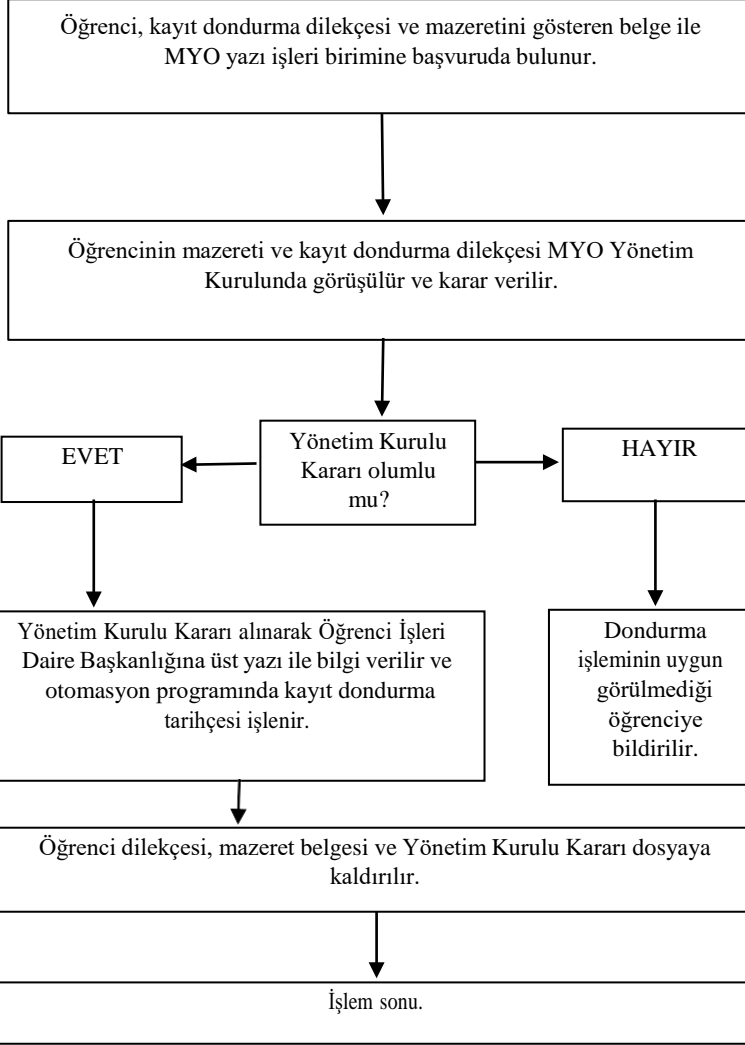 Öğrenci, kayıt dondurma dilekçesi ve mazeretini gösteren belge ile
MYO yazı işleri birimine başvuruda bulunur.
Öğrencinin mazereti ve kayıt dondurma dilekçesi MYO Yönetim
Kurulunda görüşülür ve karar verilir.
EVET
Yönetim Kurulu
Kararı olumlu
mu?
HAYIR
Yönetim Kurulu Kararı alınarak Öğrenci İşleri
Daire Başkanlığına üst yazı ile bilgi verilir ve
otomasyon programında kayıt dondurma
tarihçesi işlenir.
Dondurma
işleminin uygun
görülmediği
öğrenciye
bildirilir.
Öğrenci dilekçesi, mazeret belgesi ve Yönetim Kurulu Kararı dosyaya
kaldırılır.
İşlem sonu.